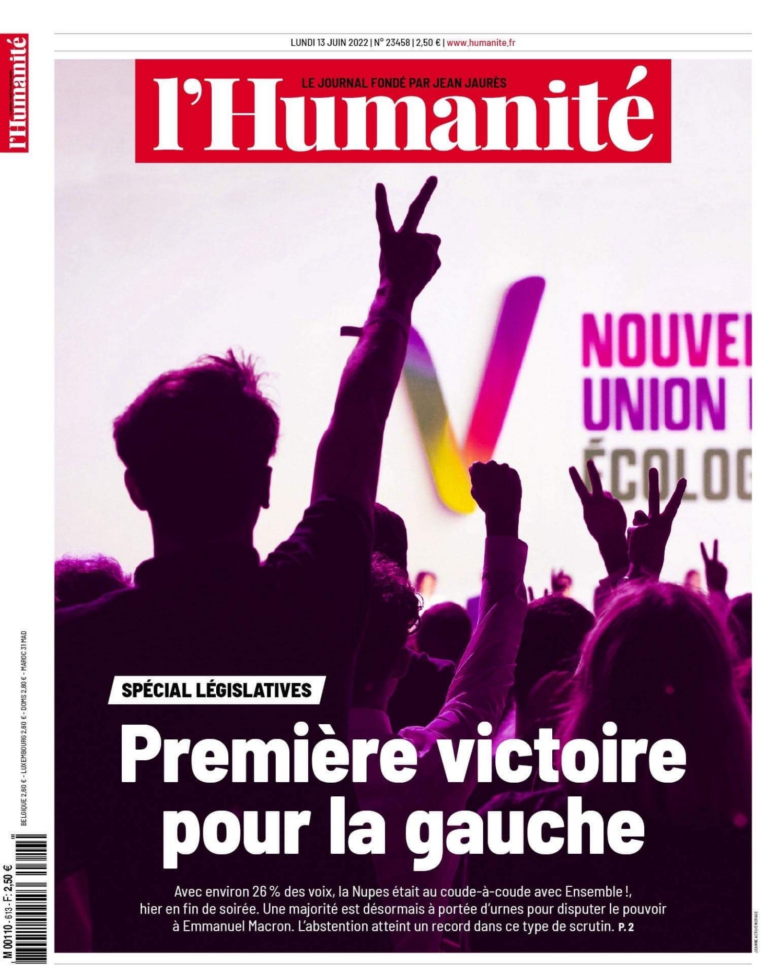 LUNDI 13 JUIN 2022 | N° 23458 | 2,50 € | www.humanite.fr
LE JOURNAL FONDÉ PAR JEAN JAURÈS
l'Humanité
l'Humanité
NOUVE
UNION
ÉCOLOG
SPÉCIAL LÉGISLATIVES
Première victoire
pour la gauche
Avec environ 26 % des voix, la Nupes était au coude-à-coude avec Ensemble !,
hier en fin de soirée. Une majorité est désormais à portée d'urnes pour disputer le pouvoir
à Emmanuel Macron. L'abstention atteint un record dans ce type de scrutin. P. 2
BELGIQUE 2,60 € – LUXEMBOURG 2,60 € – DOMS 2,80 € – MAROC 31 MAD
M 00110 - 613 - F: 2,50 €